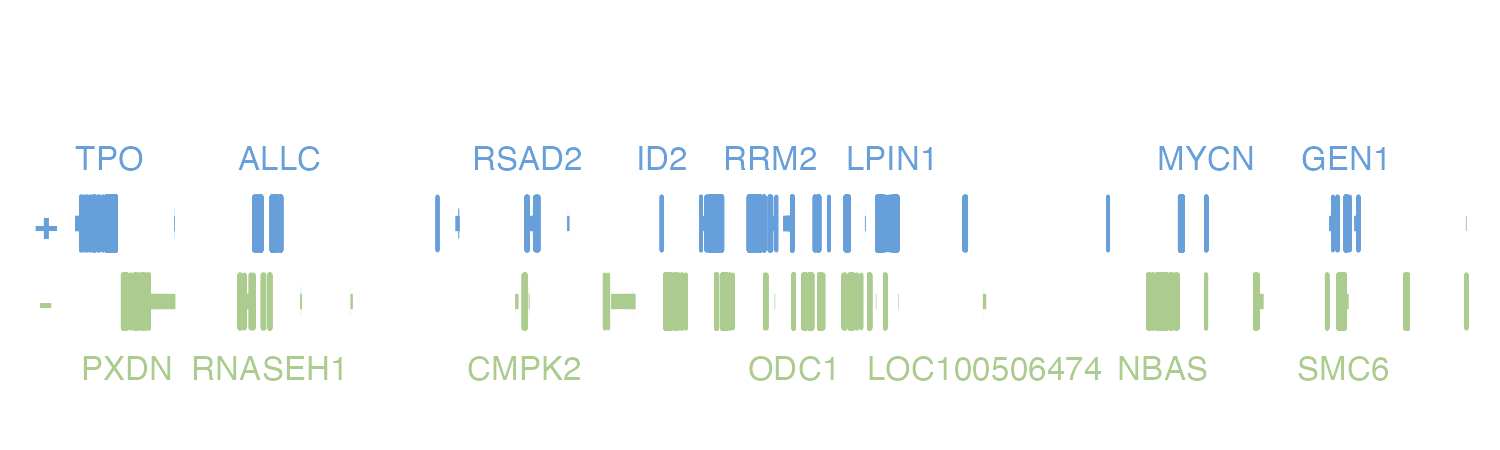 TPO ALLC RSAD2 ID2 RRM2 LPIN1 MYCN GEN1
+
-
PXDN RNASEH1 CMPK2 ODC1 LOC100506474 NBAS SMC6